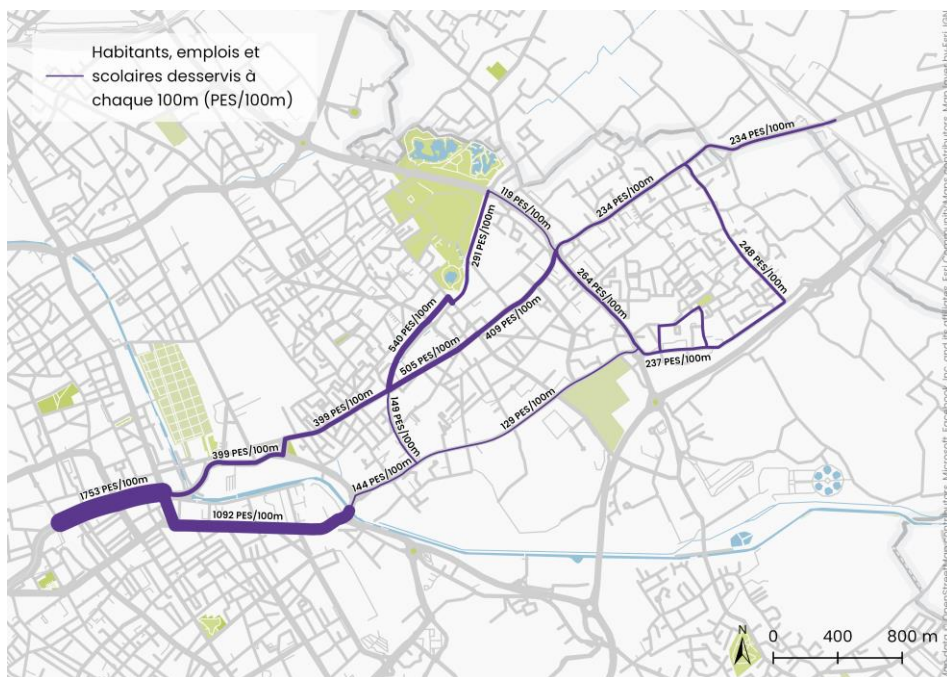 Habitants, emplois et
scolaires desservis à
chaque 100m (PES/100m)
234 PES/100m
119 PES/100m
234 PES/100m
291 PES/100m
248 PES/100m
264 PES/100m
540 PES/100m
409 PES/100m
505 PES/100m
237 PES/100m
399 PES/100m
149 PES/100m
129 PES/100m
399 PES/100m
144 PES/100m
1753 PES/100m
1092 PES/100m
N
0 400 800 m